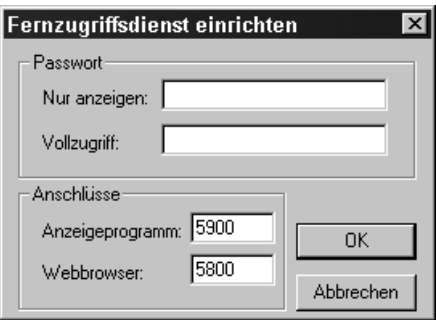 Fernzugriffsdienst einrichten
Passwort
Nur anzeigen:
Vollzugriff:
Anschlüsse
Anzeigeprogramm: 5900
Webbrowser: 5800
OK
Abbrechen